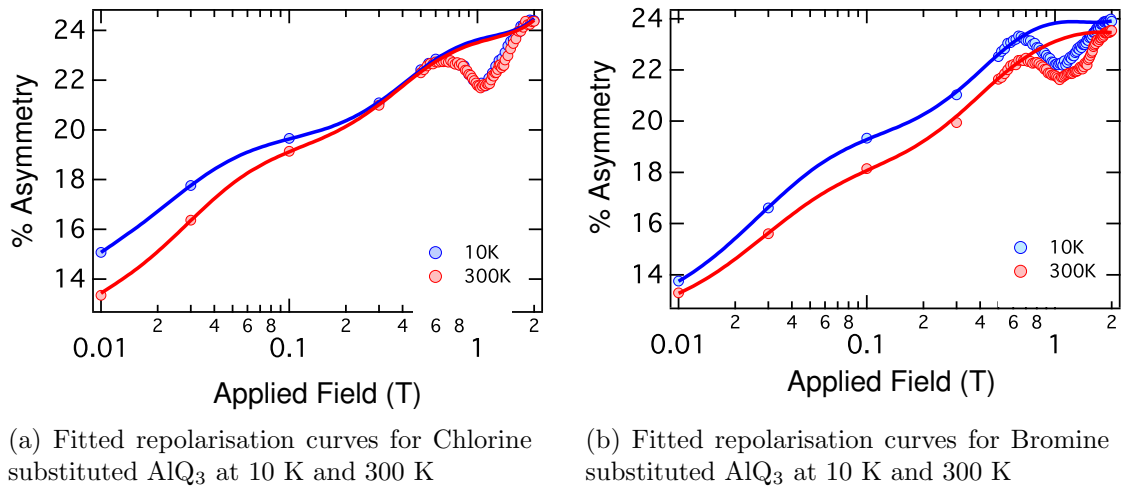 24
22
20
18
16
14
% Asymmetry
10K
300K
2 4 6 8 2 4 6 8 2
0.01 0.1 1
Applied Field (T)
(a) Fitted repolarisation curves for Chlorine
substituted AlQ3 at 10 K and 300 K
24
22
20
18
16
14
% Asymmetry
10K
300K
2 4 6 8 2 4 6 8 2
0.01 0.1 1
Applied Field (T)
(b) Fitted repolarisation curves for Bromine
substituted AlQ3 at 10 K and 300 K